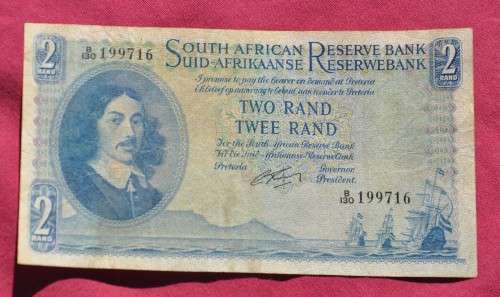 2
RAND
B/130 199716
SOUTH AFRICAN RESERVE BANK
SUID-AFRIKAANSE RESERWEBANK
2
RAND
I promise to pay the bearer on demand at Pretoria
Ek beloof op aanvraag te betaal aan toonder te Pretoria
TWO RAND
TWEE RAND
For the South African Reserve Bank
Vir die Suid-Afrikaanse Reserwebank
Pretoria
Governor.
President.
B/130 199716
2
RAND